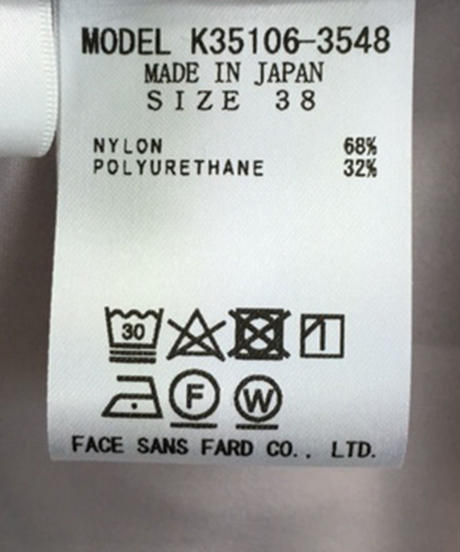 MODEL K35106-3548
MADE IN JAPAN
SIZE 38
NYLON 68%
POLYURETHANE 32%
30
F W
FACE SANS FARD CO., LTD.